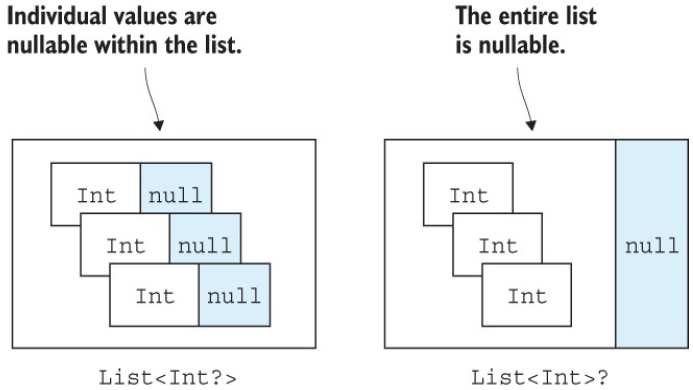 Individual values are
nullable within the list.
The entire list
is nullable.
Int null
Int null
Int null
Int
Int
Int
null
List<Int?>
List<Int>?